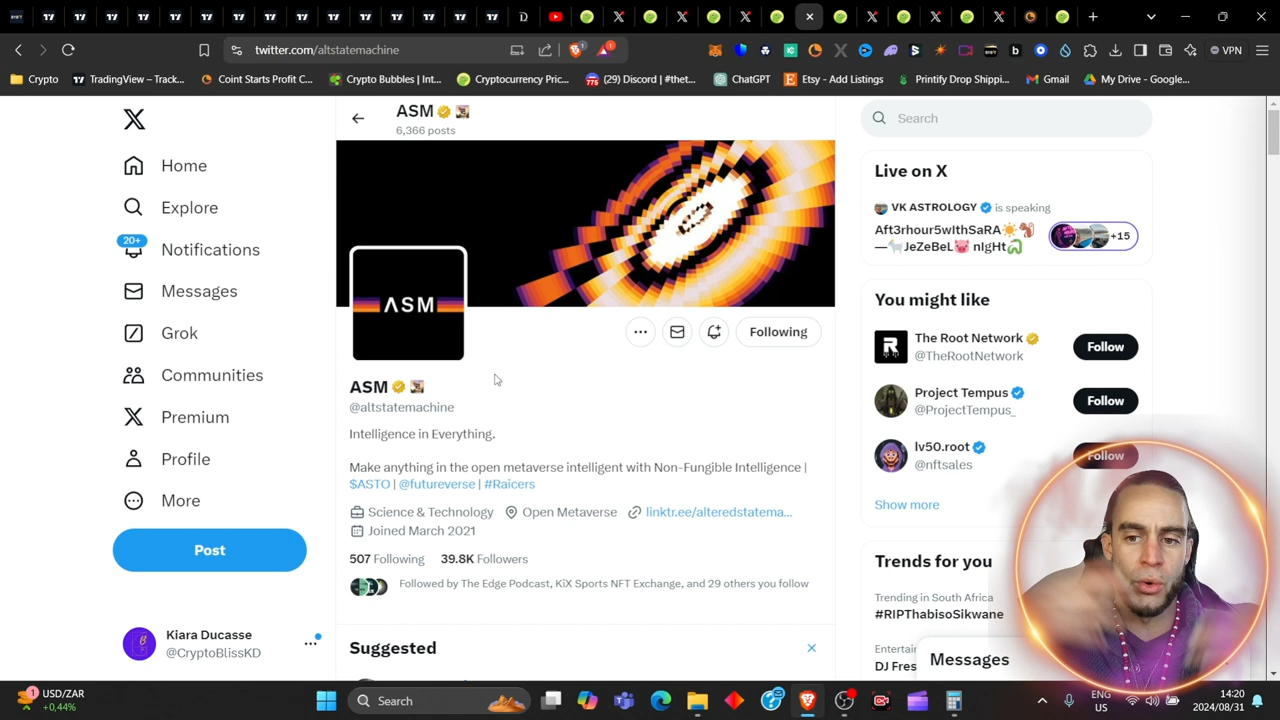 twitter.com/altstatemachine
VPN
Crypto
TradingView – Track...
Coint Starts Profit C...
Crypto Bubbles | Int...
Cryptocurrency Pric...
(29) Discord | #thet...
ChatGPT
Etsy - Add Listings
Printify Drop Shippi...
Gmail
My Drive - Google...
ASM
6,366 posts
Search
Home
Explore
20+
Notifications
Messages
Grok
Communities
Premium
Profile
More
Post
Kiara Ducasse
@CryptoBlissKD
ASM
Following
ASM
@altstatemachine
Intelligence in Everything.
Make anything in the open metaverse intelligent with Non-Fungible Intelligence |
$ASTO | @futureverse | #Raicers
Science & Technology Open Metaverse linktr.ee/alteredstatema...
Joined March 2021
507 Following 39.8K Followers
Followed by The Edge Podcast, KiX Sports NFT Exchange, and 29 others you follow
Suggested
Live on X
VK ASTROLOGY is speaking
Aft3rhour5wIthSaRA☀️🐿️
—🐐JeZeBeL🐷 nIgHt🐍
+15
You might like
The Root Network
@TheRootNetwork
Follow
Project Tempus
@ProjectTempus_
Follow
lv50.root
@nftsales
Follow
Show more
Trends for you
Trending in South Africa
#RIPThabisoSikwane
DJ Fres
Messages
1
USD/ZAR
+0,44%
Search
ENG
US
14:20
2024/08/31